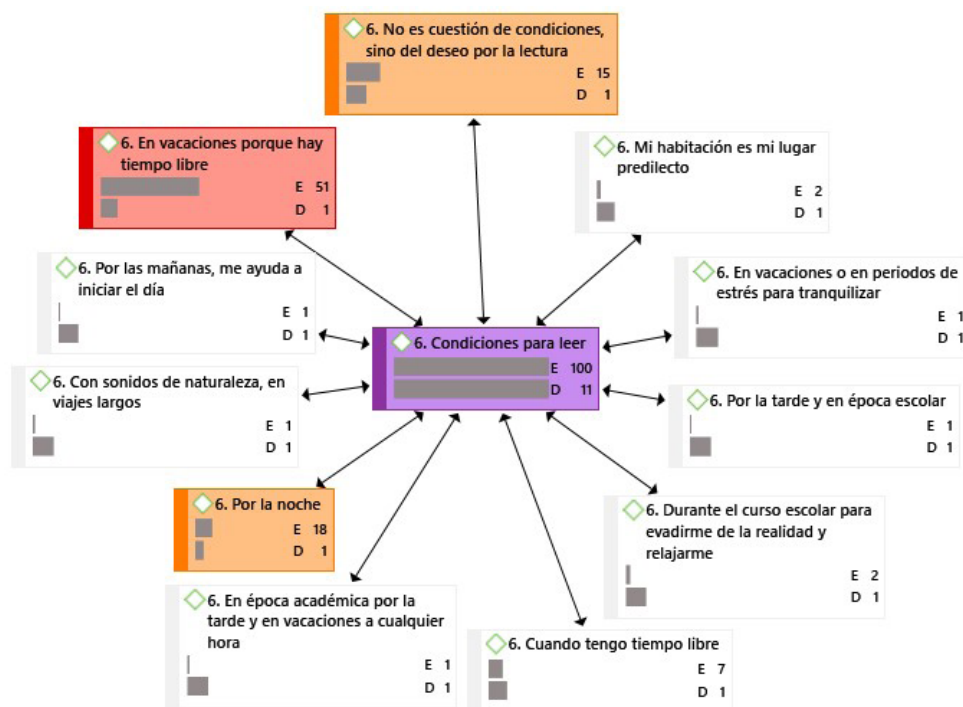 6. No es cuestión de condiciones,
sino del deseo por la lectura
E 15
D 1
6. En vacaciones porque hay
tiempo libre
E 51
D 1
6. Mi habitación es mi lugar
predilecto
E 2
D 1
6. Por las mañanas, me ayuda a
iniciar el día
E 1
D 1
6. En vacaciones o en periodos de
estrés para tranquilizar
E 1
D 1
6. Condiciones para leer
E 100
D 11
6. Con sonidos de naturaleza, en
viajes largos
E 1
D 1
6. Por la tarde y en época escolar
E 1
D 1
6. Por la noche
E 18
D 1
6. Durante el curso escolar para
evadirme de la realidad y
relajarme
E 2
D 1
6. En época académica por la
tarde y en vacaciones a cualquier
hora
E 1
D 1
6. Cuando tengo tiempo libre
E 7
D 1